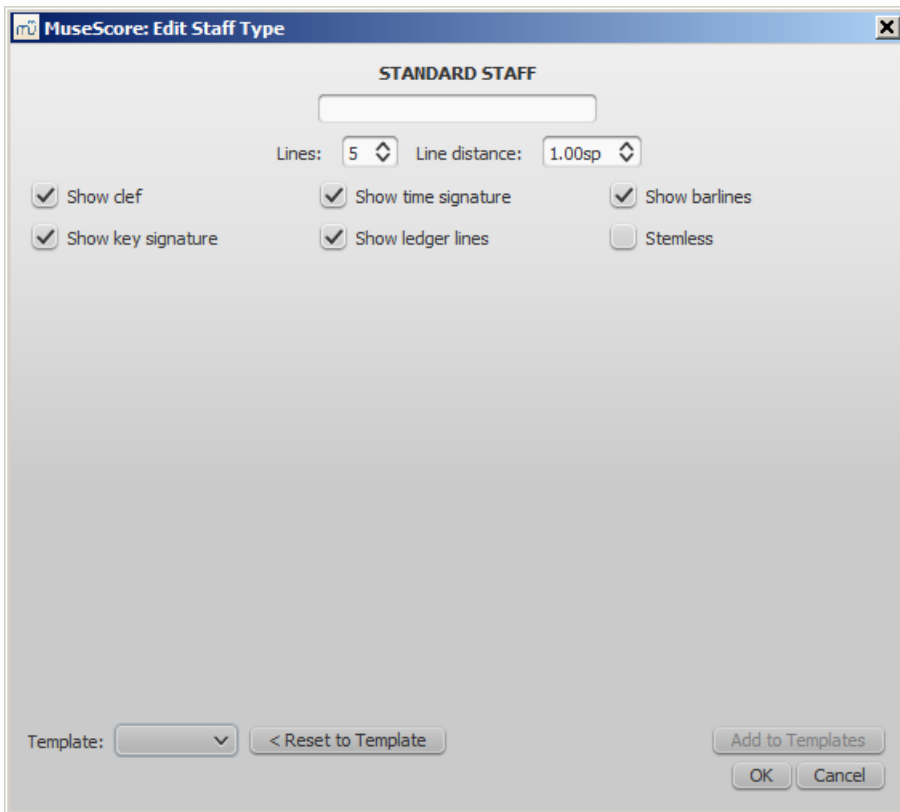 mü MuseScore: Edit Staff Type
STANDARD STAFF
Lines: 5 Line distance: 1.00sp
Show clef Show time signature Show barlines
Show key signature Show ledger lines Stemless
Template: < Reset to Template Add to Templates
OK Cancel